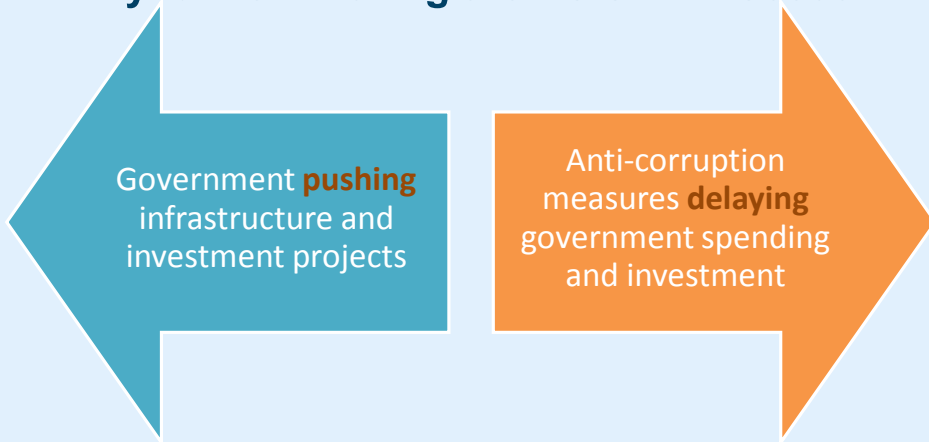 Government pushing
infrastructure and
investment projects
Anti-corruption
measures delaying
government spending
and investment